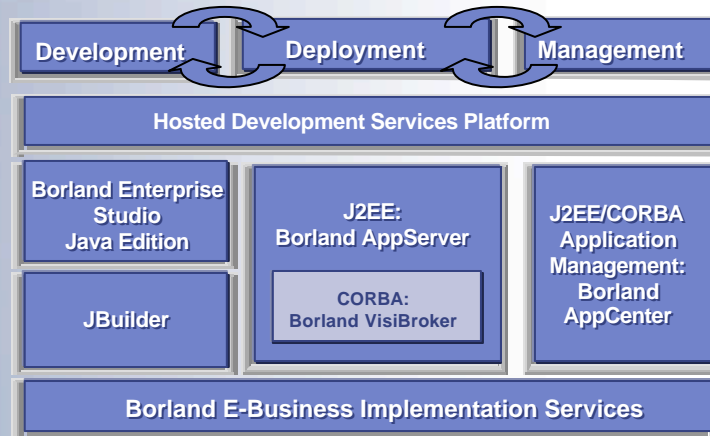 Development
Deployment
Management
Hosted Development Services Platform
Borland Enterprise
Studio
Java Edition
JBuilder
J2EE:
Borland AppServer
CORBA:
Borland VisiBroker
J2EE/CORBA
Application
Management:
Borland
AppCenter
Borland E-Business Implementation Services